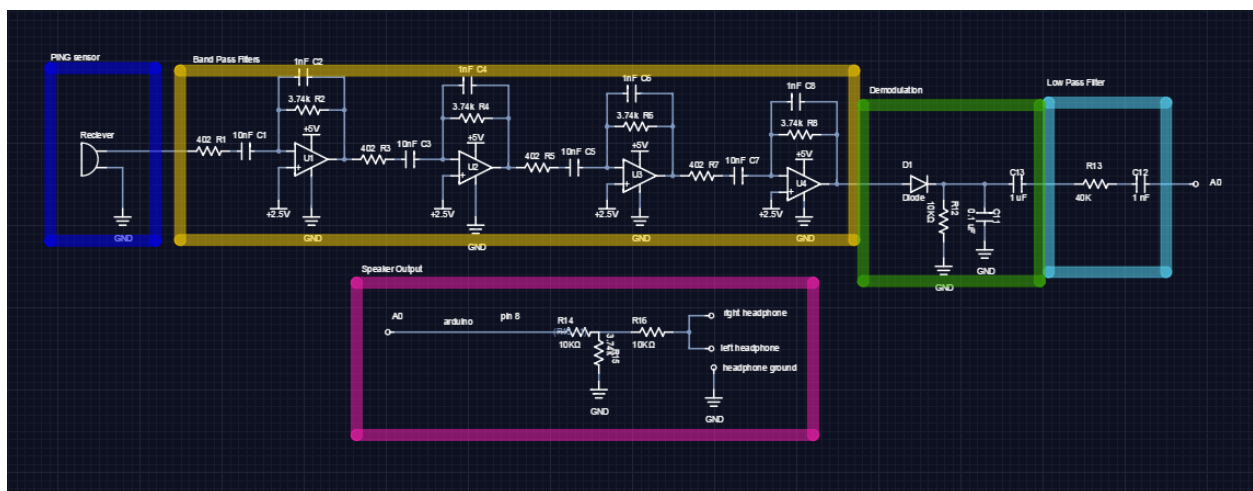 PING sensor
Reciever
GND
Band Pass Filters
1nF C2
3.74k R2
402 R1
10nF C1
+5V
U1
+2.5V
GND
1nF C4
3.74k R4
402 R3
10nF C3
+5V
U2
+2.5V
GND
1nF C6
3.74k R6
402 R5
10nF C5
+5V
U3
+2.5V
GND
1nF C8
3.74k R8
402 R7
10nF C7
+5V
U4
+2.5V
GND
Demodulation
D1
Diode
R12
10KΩ
GND
C11
0.1 uF
GND
C13
1 uF
Low Pass Filter
R13
40K
C12
1 nF
A0
Speaker Output
A0
arduino
pin 8
R14
10KΩ
R15
3.74k
GND
R16
10KΩ
right headphone
left headphone
headphone ground
GND